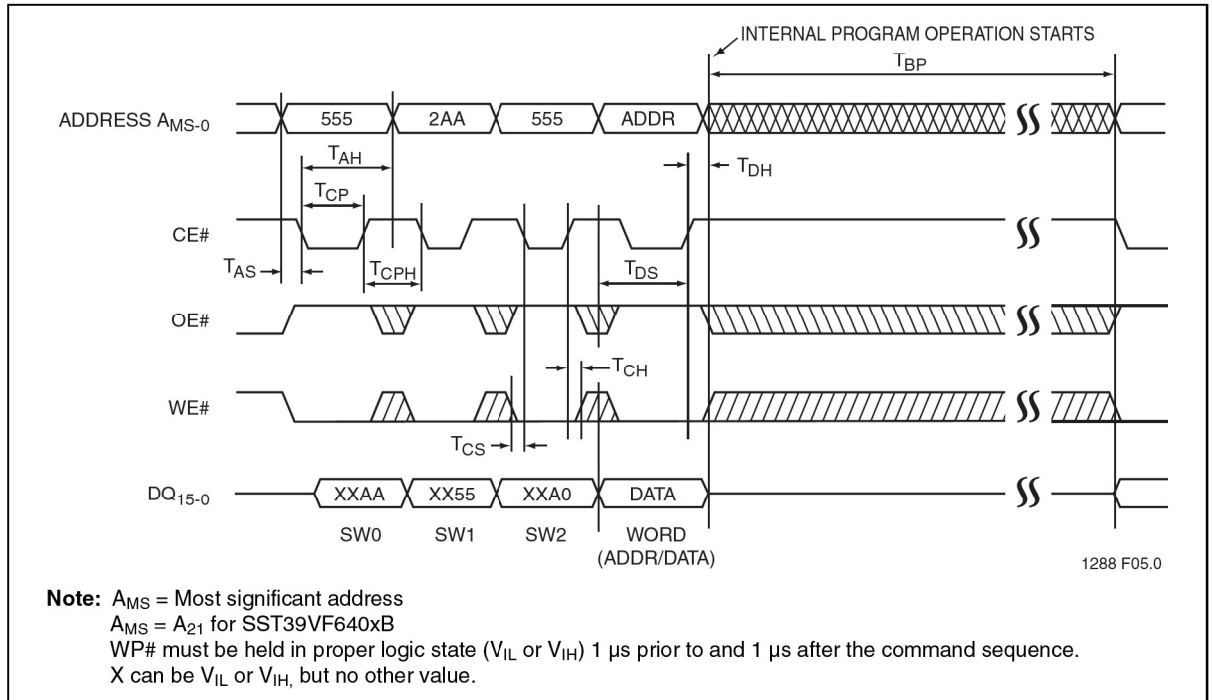 INTERNAL PROGRAM OPERATION STARTS
TBP
ADDRESS AMS-0
555
2AA
555
ADDR
TAH
TDH
TCP
CE#
TAS
TCPH
TDS
OE#
TCH
WE#
TCS
DQ15-0
XXAA
XX55
XXA0
DATA
SW0
SW1
SW2
WORD
(ADDR/DATA)
1288 F05.0
Note: AMS = Most significant address
AMS = A21 for SST39VF640xB
WP# must be held in proper logic state (VIL or VIH) 1 µs prior to and 1 µs after the command sequence.
X can be VIL or VIH, but no other value.